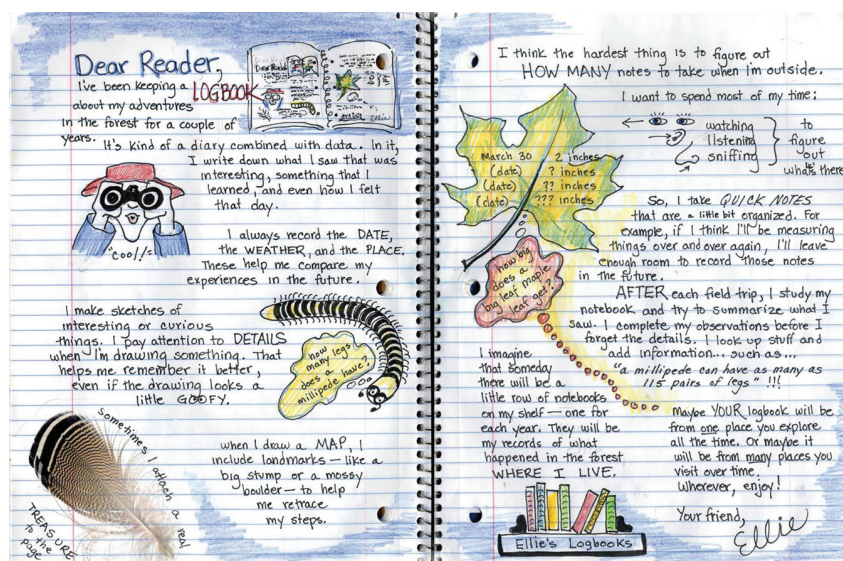 Dear Reader,
I've been keeping a LOGBOOK
about my adventures
in the forest for a couple of
years.
It's kind of a diary combined with data. In it,
I write down what I saw that was
interesting, something that I
learned, and even how I felt
that day.
"COOL!"
I always record the DATE,
the WEATHER, and the PLACE.
These help me compare my
experiences in the future.
I make sketches of
interesting or curious
things. I pay attention to DETAILS
when I'm drawing something. That
helps me remember it better,
even if the drawing looks a
little GOOFY.
how
many legs
does a
millipede have?
sometimes I attach a real
TREASURE
to the
page
when I draw a MAP, I
include landmarks — like a
big stump or a mossy
boulder — to help
me retrace
my steps.
I think the hardest thing is to figure out
HOW MANY notes to take when i'm outside.
I want to spend most of my time:
watching
listening
sniffing
to
figure
out
what's there
March 30 2 inches
(date) ? inches
(date) ?? inches
(date) ??? inches
how big
does a
big leaf maple
leaf get?
So, I take QUICK NOTES
that are a little bit organized. For
example, if I think I'll be measuring
things over and over again, I'll leave
enough room to record those notes
in the future.
AFTER each field trip, I study my
notebook and try to summarize what I
saw. I complete my observations before I
forget the details. I look up stuff and
add information... such as...
"a millipede can have as many as
115 pairs of legs" !!!
I imagine
that someday
there will be a
little row of notebooks
on my shelf — one for
each year. They will be
my records of what
happened in the forest
WHERE I LIVE.
Maybe YOUR logbook will be
from one place you explore
all the time. Or maybe it
will be from many places you
visit over time.
Wherever, enjoy!
Your friend,
Ellie
Ellie's Logbooks